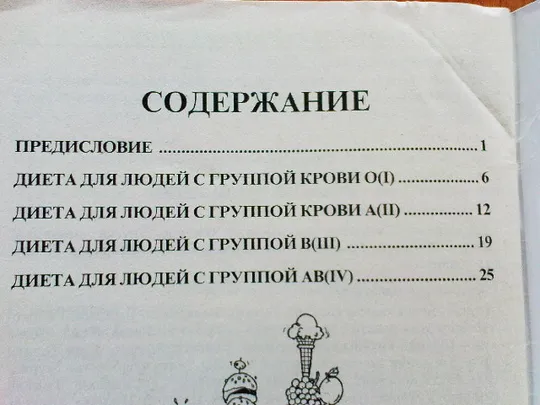 СОДЕРЖАНИЕ
ПРЕДИСЛОВИЕ ........................................................ 1
ДИЕТА ДЛЯ ЛЮДЕЙ С ГРУППОЙ КРОВИ O(I) ............... 6
ДИЕТА ДЛЯ ЛЮДЕЙ С ГРУППОЙ КРОВИ A(II) ............ 12
ДИЕТА ДЛЯ ЛЮДЕЙ С ГРУППОЙ B(III) ...................... 19
ДИЕТА ДЛЯ ЛЮДЕЙ С ГРУППОЙ AB(IV) ..................... 25